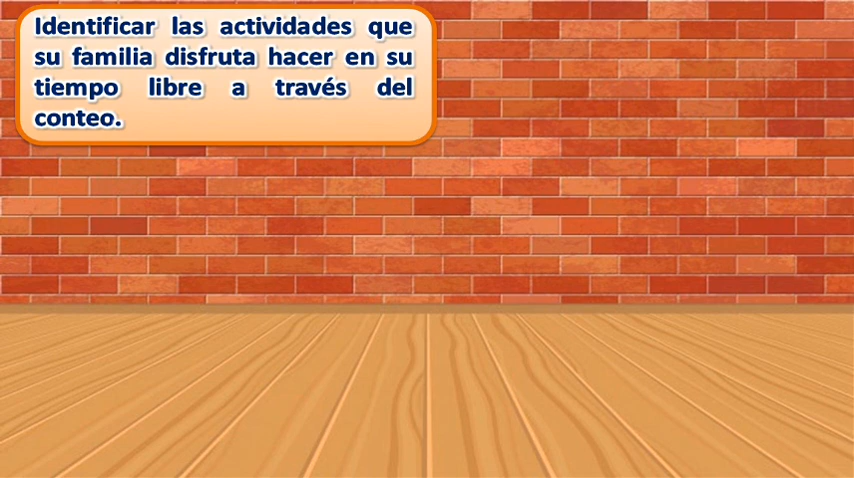 Identificar las actividades que
su familia disfruta hacer en su
tiempo libre a través del
conteo.